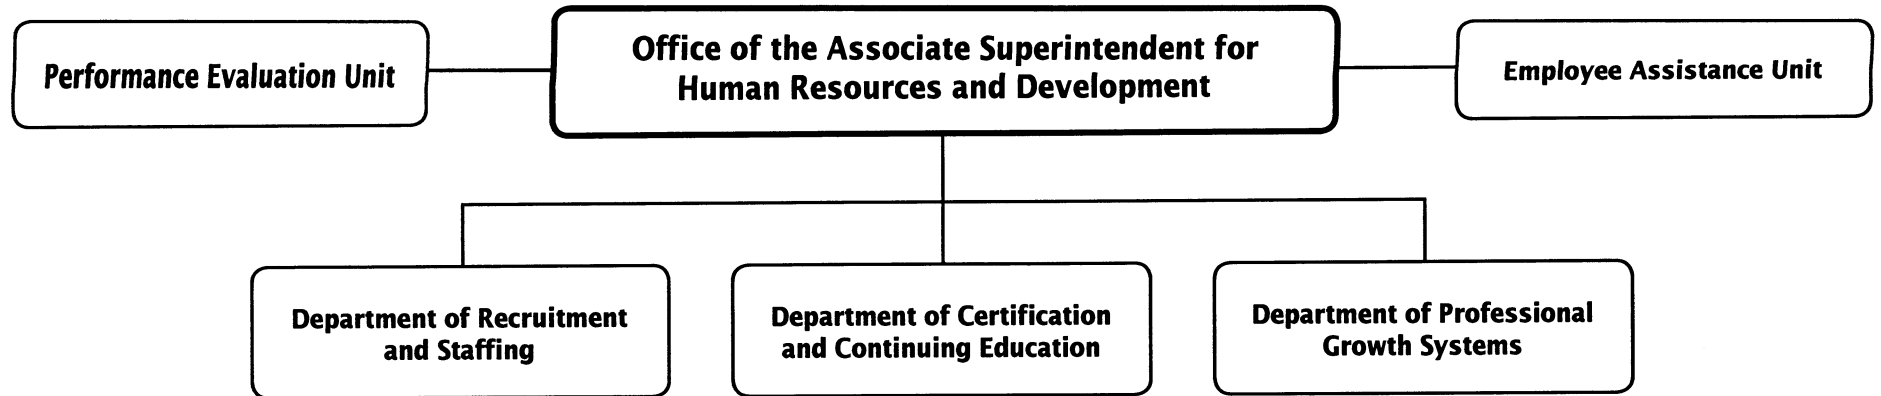 Performance Evaluation Unit
Office of the Associate Superintendent for
Human Resources and Development
Employee Assistance Unit
Department of Recruitment
and Staffing
Department of Certification
and Continuing Education
Department of Professional
Growth Systems